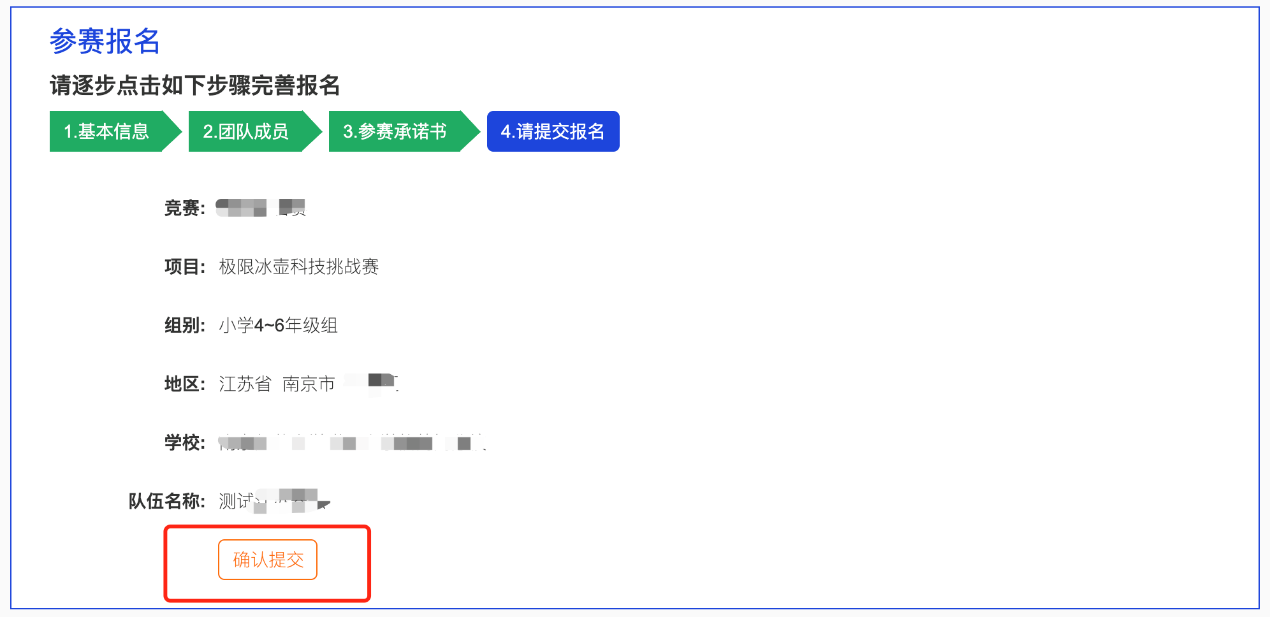 参赛报名
请逐步点击如下步骤完善报名
1.基本信息 2.团队成员 3.参赛承诺书 4.请提交报名
竞赛:
项目: 极限冰壶科技挑战赛
组别: 小学4~6年级组
地区: 江苏省 南京市
学校:
队伍名称: 测试
确认提交